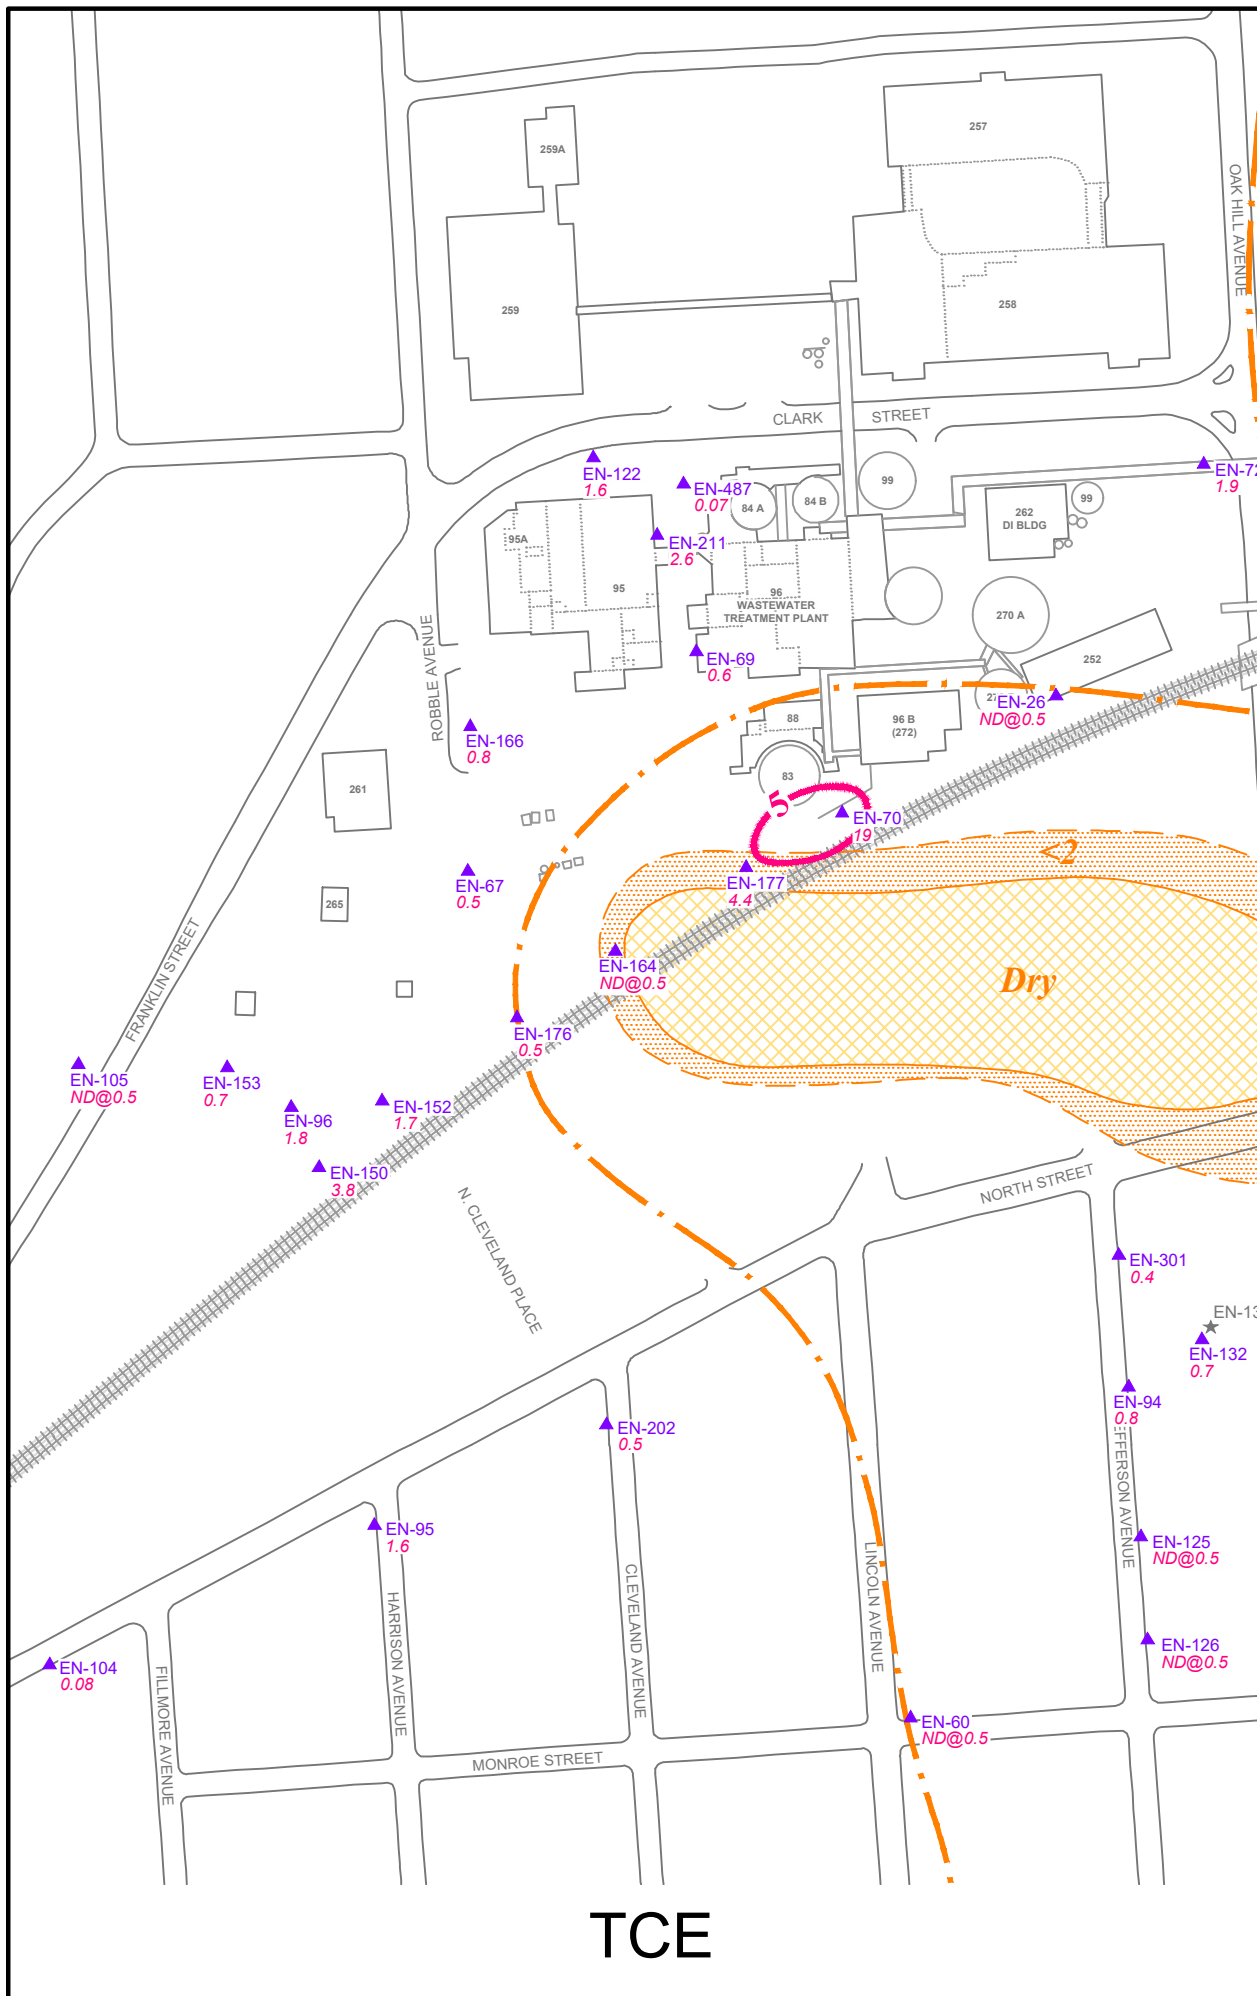 257
259A
OAK HILL AVENUE
259
258
CLARK STREET
EN-122
1.6
EN-487
0.07
84 A
84 B
99
EN-72
1.9
99
262
DI BLDG
95A
EN-211
2.6
95
96
WASTEWATER
TREATMENT PLANT
270 A
ROBBLE AVENUE
EN-69
0.6
252
EN-26
ND@0.5
88
96 B
(272)
EN-166
0.8
83
261
5
EN-70
19
<2
EN-67
0.5
EN-177
4.4
265
FRANKLIN STREET
EN-164
ND@0.5
Dry
EN-176
0.5
EN-105
ND@0.5
EN-153
0.7
EN-96
1.8
EN-152
1.7
EN-150
3.8
N. CLEVELAND PLACE
NORTH STREET
EN-301
0.4
EN-13
EN-132
0.7
EN-94
0.8
EFFERSON AVENUE
EN-202
0.5
EN-95
1.6
EN-125
ND@0.5
LINCOLN AVENUE
CLEVELAND AVENUE
HARRISON AVENUE
EN-126
ND@0.5
EN-104
0.08
FILLMORE AVENUE
EN-60
ND@0.5
MONROE STREET
TCE